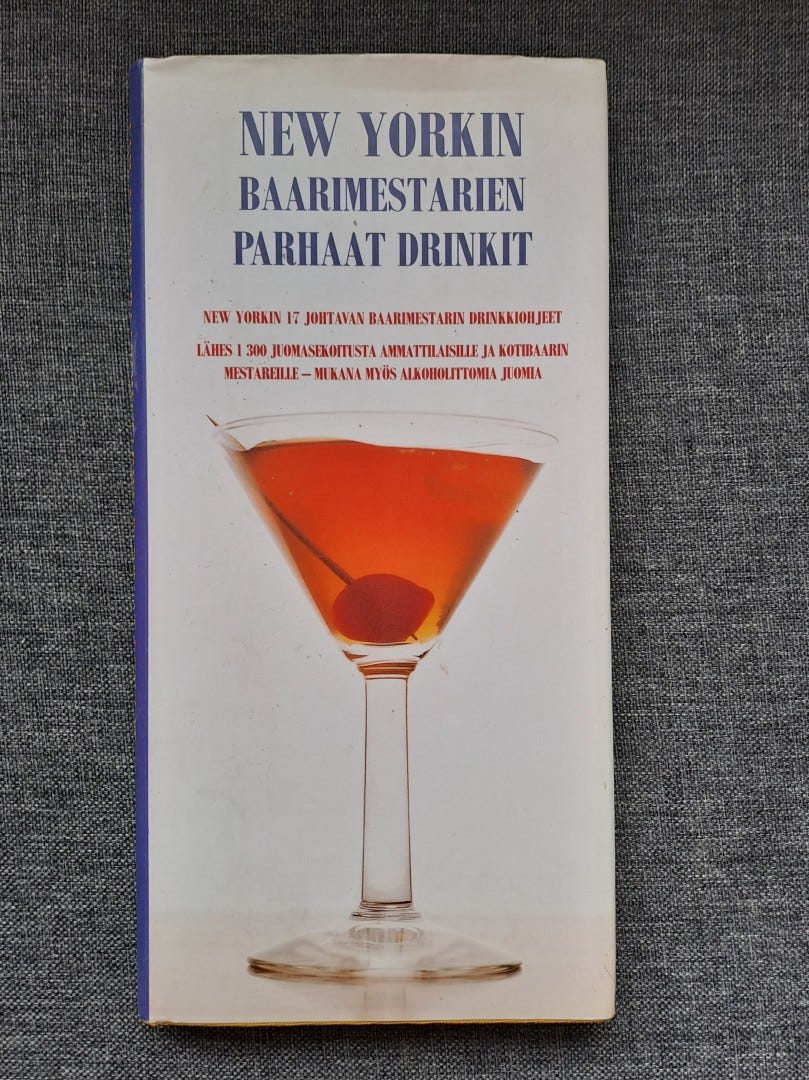 NEW YORKIN
BAARIMESTARIEN
PARHAAT DRINKIT
NEW YORKIN 17 JOHTAVAN BAARIMESTARIN DRINKKIOHJEET
LÄHES 1 300 JUOMASEKOITUSTA AMMATTILAISILLE JA KOTIBAARIN
MESTAREILLE – MUKANA MYÖS ALKOHOLITTOMIA JUOMIA